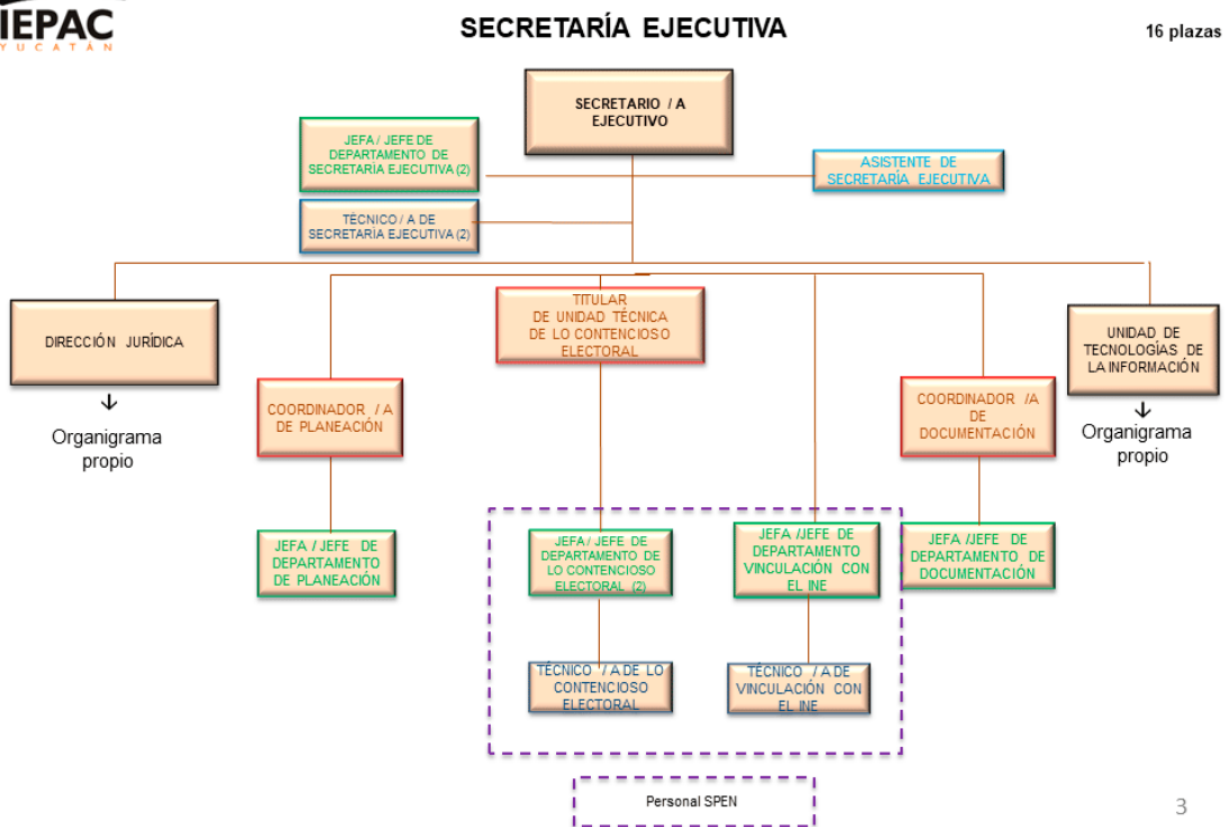 IEPAC
YUCATÁN
SECRETARÍA EJECUTIVA
16 plazas
SECRETARIO / A
EJECUTIVO
JEFA / JEFE DE
DEPARTAMENTO DE
SECRETARÍA EJECUTIVA (2)
ASISTENTE DE
SECRETARÍA EJECUTIVA
TÉCNICO / A DE
SECRETARÍA EJECUTIVA (2)
DIRECCIÓN JURÍDICA
Organigrama
propio
TITULAR
DE UNIDAD TÉCNICA
DE LO CONTENCIOSO
ELECTORAL
UNIDAD DE
TECNOLOGÍAS DE
LA INFORMACIÓN
Organigrama
propio
COORDINADOR / A
DE PLANEACIÓN
COORDINADOR /A
DE
DOCUMENTACIÓN
JEFA / JEFE DE
DEPARTAMENTO
DE PLANEACIÓN
JEFA / JEFE DE
DEPARTAMENTO DE
LO CONTENCIOSO
ELECTORAL (2)
JEFA /JEFE DE
DEPARTAMENTO
VINCULACIÓN CON
EL INE
JEFA /JEFE DE
DEPARTAMENTO DE
DOCUMENTACIÓN
TÉCNICO / A DE LO
CONTENCIOSO
ELECTORAL
TÉCNICO / A DE
VINCULACIÓN CON
EL INE
Personal SPEN
3